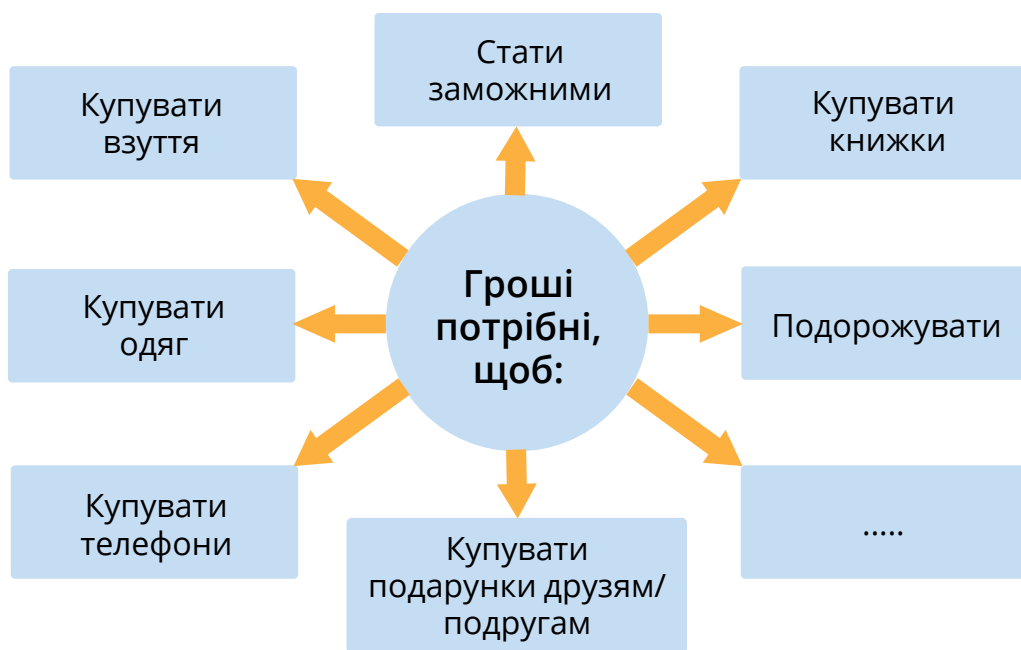 Стати
заможними
Купувати
взуття
Купувати
книжки
Гроші
потрібні,
щоб:
Купувати
одяг
Подорожувати
Купувати
телефони
Купувати
подарунки друзям/
подругам
.....